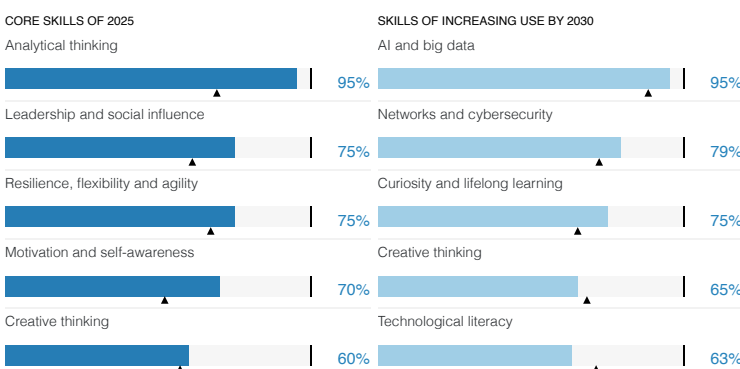 CORE SKILLS OF 2025
Analytical thinking
95%
Leadership and social influence
75%
Resilience, flexibility and agility
75%
Motivation and self-awareness
70%
Creative thinking
60%
SKILLS OF INCREASING USE BY 2030
AI and big data
95%
Networks and cybersecurity
79%
Curiosity and lifelong learning
75%
Creative thinking
65%
Technological literacy
63%